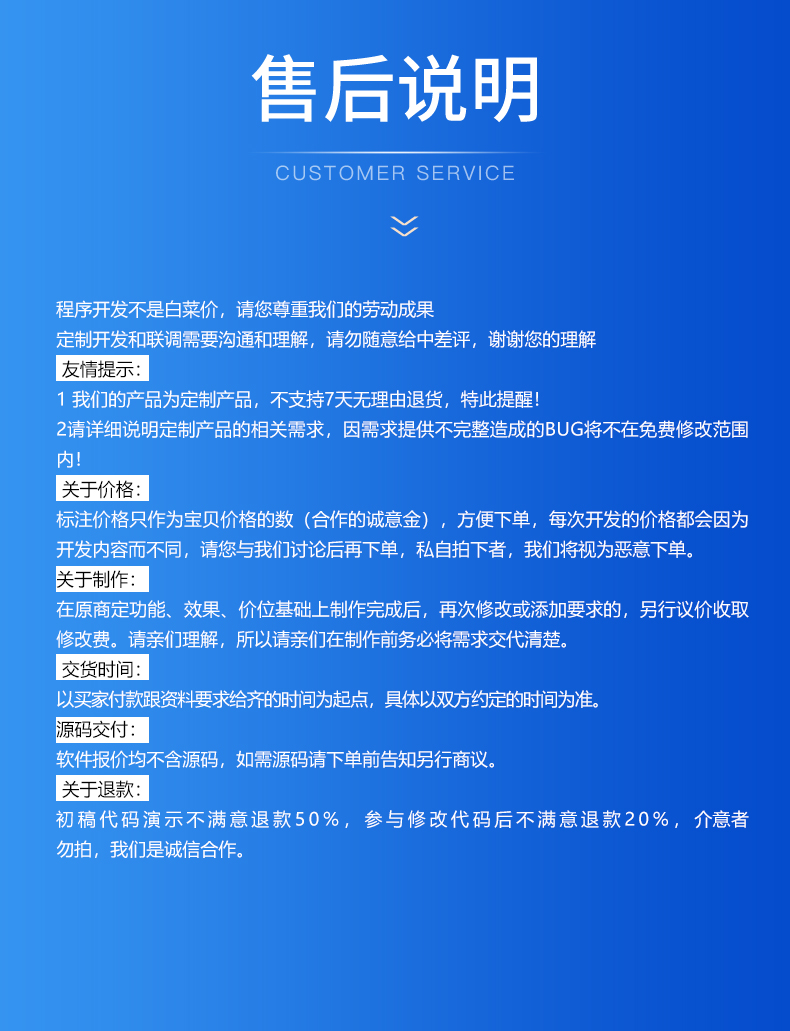 售后说明
CUSTOMER SERVICE
程序开发不是白菜价，请您尊重我们的劳动成果
定制开发和联调需要沟通和理解，请勿随意给中差评，谢谢您的理解
友情提示：
1 我们的产品为定制产品，不支持7天无理由退货，特此提醒！
2请详细说明定制产品的相关需求，因需求提供不完整造成的BUG将不在免费修改范围
内！
关于价格：
标注价格只作为宝贝价格的数（合作的诚意金），方便下单，每次开发的价格都会因为
开发内容而不同，请您与我们讨论后再下单，私自拍下者，我们将视为恶意下单。
关于制作：
在原商定功能、效果、价位基础上制作完成后，再次修改或添加要求的，另行议价收取
修改费。请亲们理解，所以请亲们在制作前务必将需求交代清楚。
交货时间：
以买家付款跟资料要求给齐的时间为起点，具体以双方约定的时间为准。
源码交付：
软件报价均不含源码，如需源码请下单前告知另行商议。
关于退款：
初稿代码演示不满意退款50%，参与修改代码后不满意退款20%，介意者
勿拍，我们是诚信合作。